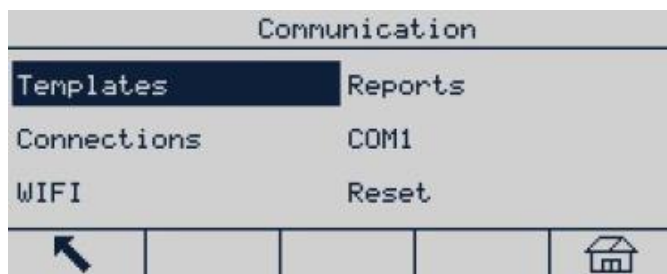 Communication
Templates Reports
Connections COM1
WIFI Reset